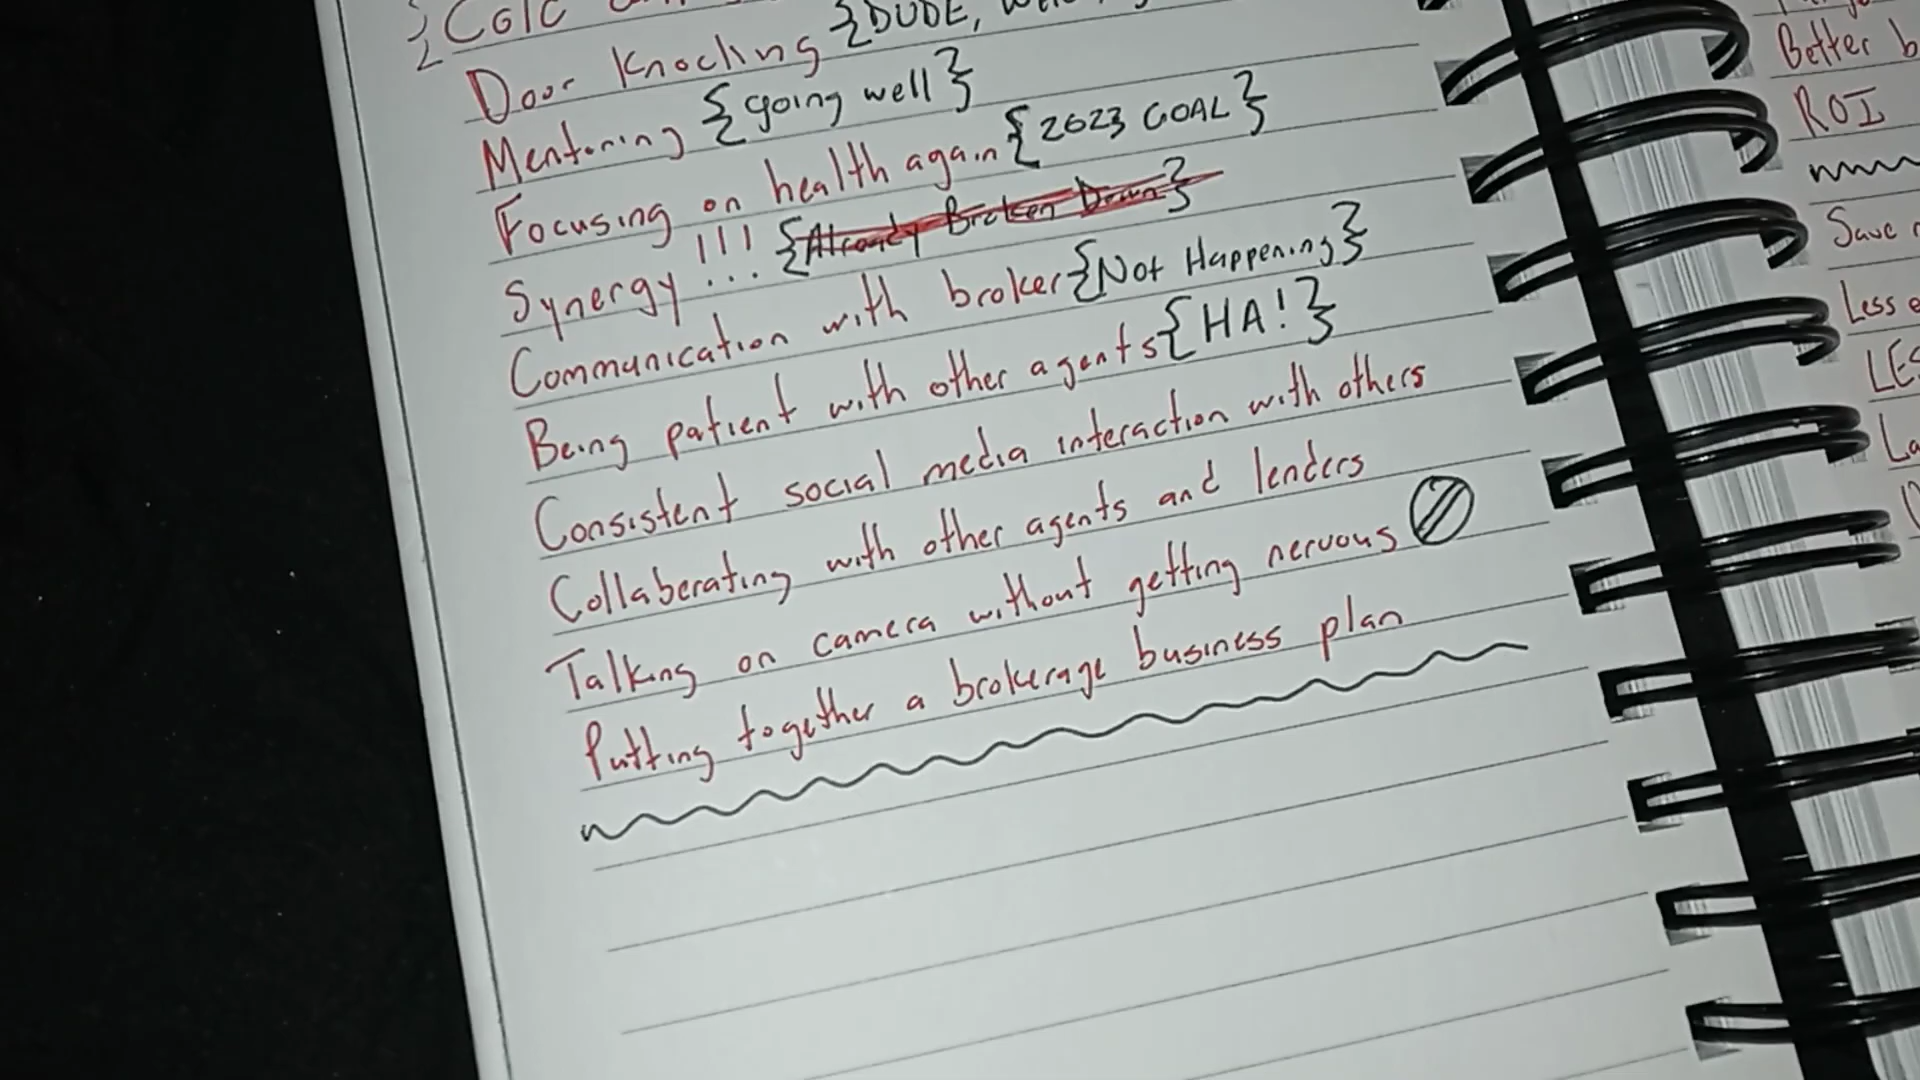 Door Knocking {DUDE,
Mentoring {going well}
Focusing on health again {2023 GOAL}
Synergy!!! {Already Broken Down}
Communication with broker {Not Happening}
Being patient with other agents {HA!}
Consistent social media interaction with others
Collaberating with other agents and lenders
Talking on camera without getting nervous
Putting together a brokerage business plan
Better
ROI
Save
Less